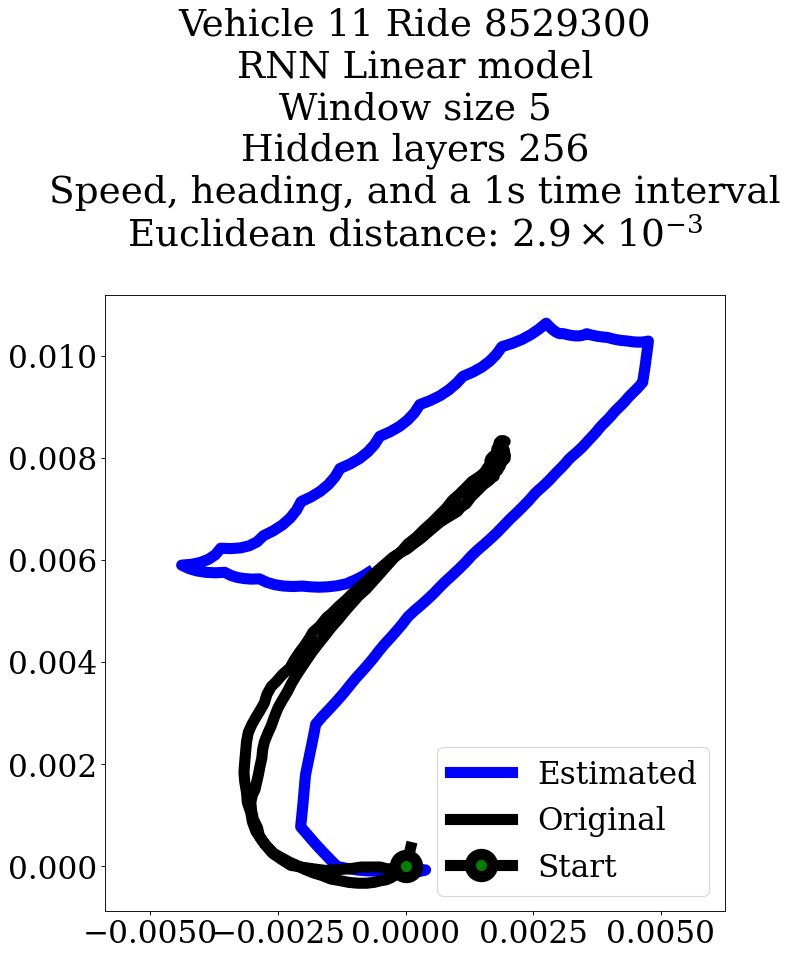 Vehicle 11 Ride 8529300
RNN Linear model
Window size 5
Hidden layers 256
Speed, heading, and a 1s time interval
Euclidean distance: 2.9 × 10⁻³
0.010
0.008
0.006
0.004
0.002
0.000
Estimated
Original
Start
−0.0050 −0.0025 0.0000 0.0025 0.0050